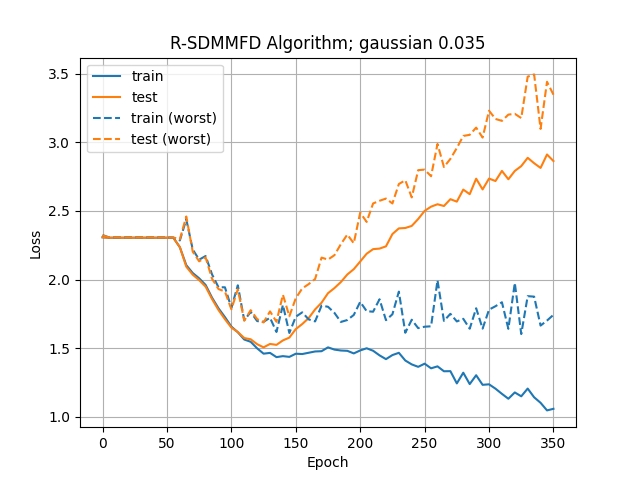 R-SDMMFD Algorithm; gaussian 0.035
train
test
train (worst)
test (worst)
Loss
3.5
3.0
2.5
2.0
1.5
1.0
0 50 100 150 200 250 300 350
Epoch